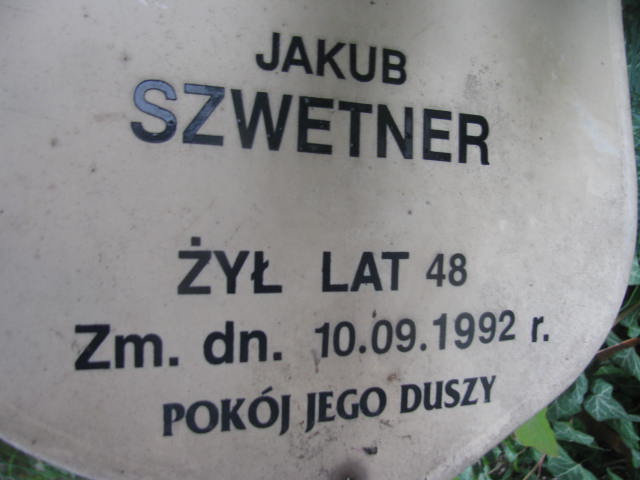 JAKUB
SZWETNER
ŻYŁ LAT 48
Zm. dn. 10.09.1992 r.
POKÓJ JEGO DUSZY